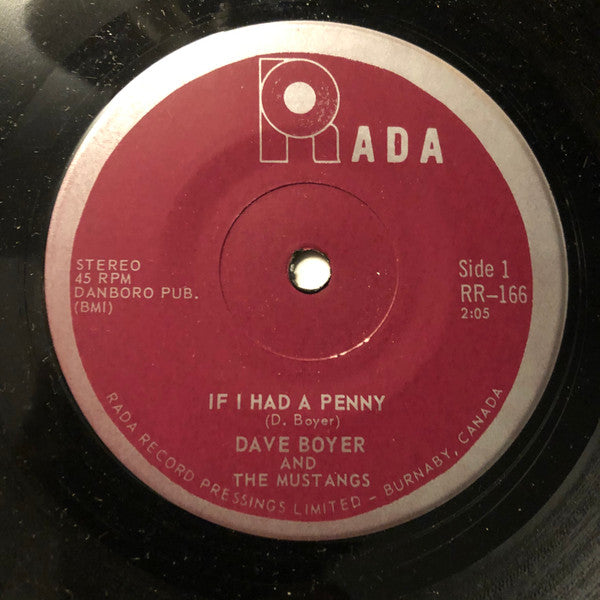 RADA
STEREO
45 RPM
DANBORO PUB.
(BMI)
Side 1
RR-166
2:05
IF I HAD A PENNY
(D. Boyer)
DAVE BOYER
AND
THE MUSTANGS
RADA RECORD PRESSINGS LIMITED - BURNABY, CANADA